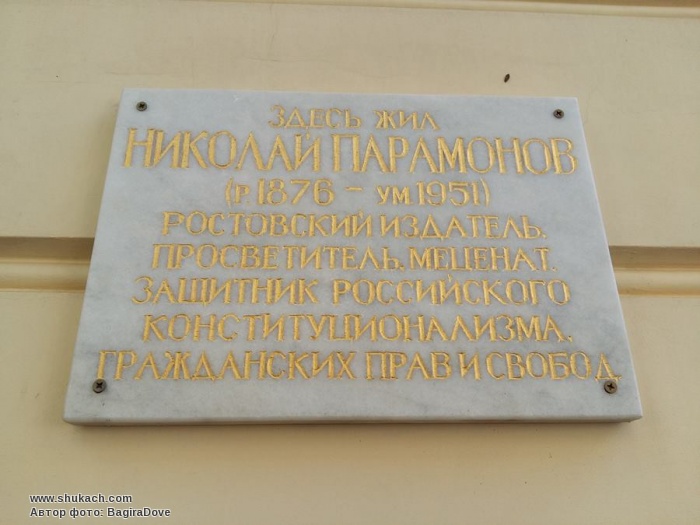 ЗДЕСЬ ЖИЛ
НИКОЛАЙ ПАРАМОНОВ
(Р. 1876 – УМ. 1951)
РОСТОВСКИЙ ИЗДАТЕЛЬ,
ПРОСВЕТИТЕЛЬ, МЕЦЕНАТ,
ЗАЩИТНИК РОССИЙСКОГО
КОНСТИТУЦИОНАЛИЗМА,
ГРАЖДАНСКИХ ПРАВ И СВОБОД.
www.shukach.com
Автор фото: BagiraDove